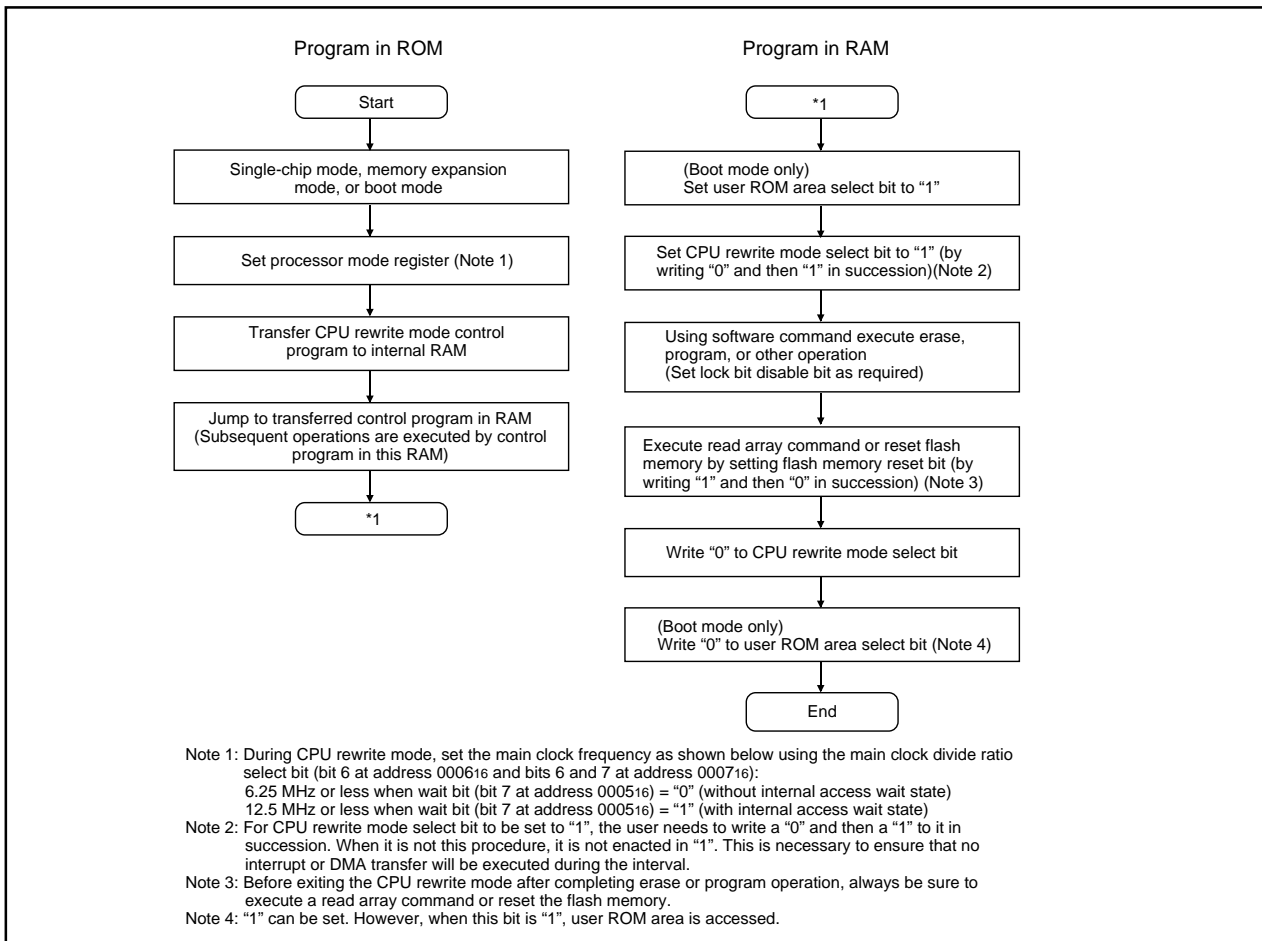 Program in ROM
Start
Single-chip mode, memory expansion
mode, or boot mode
Set processor mode register (Note 1)
Transfer CPU rewrite mode control
program to internal RAM
Jump to transferred control program in RAM
(Subsequent operations are executed by control
program in this RAM)
*1
Program in RAM
*1
(Boot mode only)
Set user ROM area select bit to “1”
Set CPU rewrite mode select bit to “1” (by
writing “0” and then “1” in succession)(Note 2)
Using software command execute erase,
program, or other operation
(Set lock bit disable bit as required)
Execute read array command or reset flash
memory by setting flash memory reset bit (by
writing “1” and then “0” in succession) (Note 3)
Write “0” to CPU rewrite mode select bit
(Boot mode only)
Write “0” to user ROM area select bit (Note 4)
End
Note 1: During CPU rewrite mode, set the main clock frequency as shown below using the main clock divide ratio
select bit (bit 6 at address 000616 and bits 6 and 7 at address 000716):
6.25 MHz or less when wait bit (bit 7 at address 000516) = “0” (without internal access wait state)
12.5 MHz or less when wait bit (bit 7 at address 000516) = “1” (with internal access wait state)
Note 2: For CPU rewrite mode select bit to be set to “1”, the user needs to write a “0” and then a “1” to it in
succession. When it is not this procedure, it is not enacted in “1”. This is necessary to ensure that no
interrupt or DMA transfer will be executed during the interval.
Note 3: Before exiting the CPU rewrite mode after completing erase or program operation, always be sure to
execute a read array command or reset the flash memory.
Note 4: “1” can be set. However, when this bit is “1”, user ROM area is accessed.